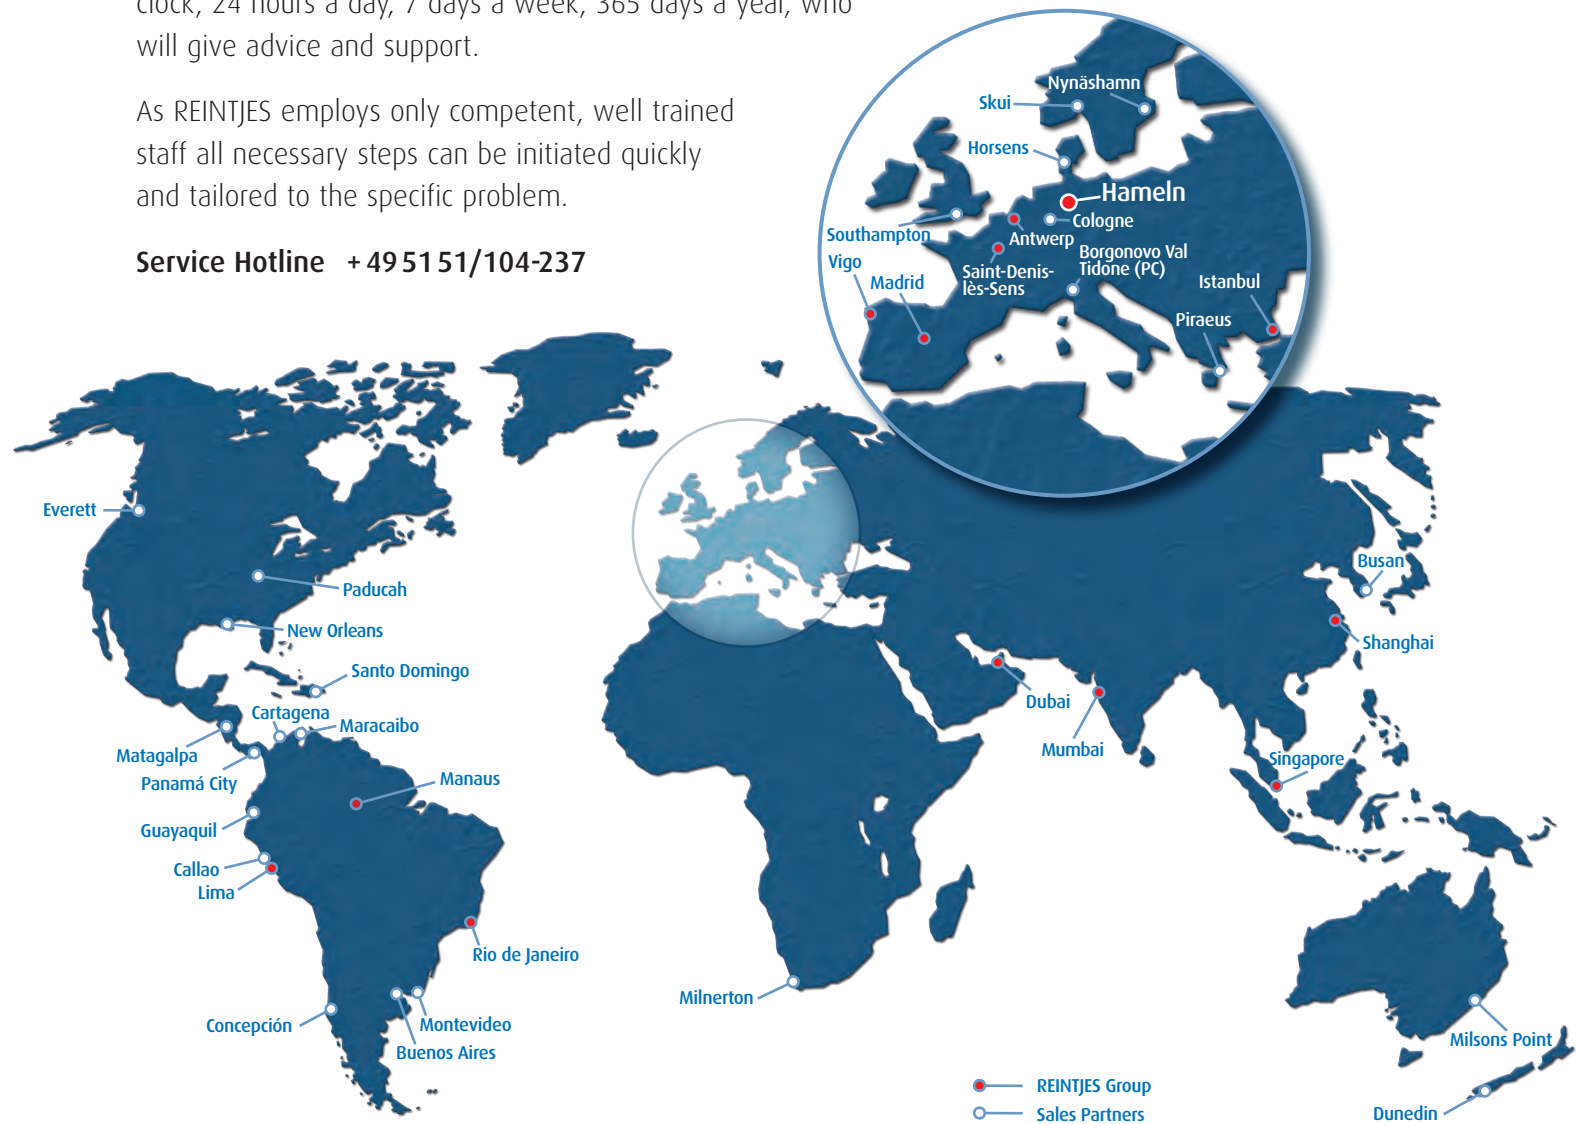 clock, 24 hours a day, 7 days a week, 365 days a year, who
will give advice and support.
As REINTJES employs only competent, well trained
staff all necessary steps can be initiated quickly
and tailored to the specific problem.
Service Hotline + 49 51 51/104-237
Nynäshamn
Skui
Horsens
Hameln
Cologne
Southampton
Antwerp
Borgonovo Val
Tidone (PC)
Vigo
Saint-Denis-
lès-Sens
Madrid
Istanbul
Piraeus
Everett
Busan
Paducah
New Orleans
Shanghai
Santo Domingo
Dubai
Cartagena
Maracaibo
Mumbai
Matagalpa
Singapore
Panamá City
Manaus
Guayaquil
Callao
Lima
Rio de Janeiro
Milnerton
Concepción
Montevideo
Milsons Point
Buenos Aires
REINTJES Group
Sales Partners
Dunedin